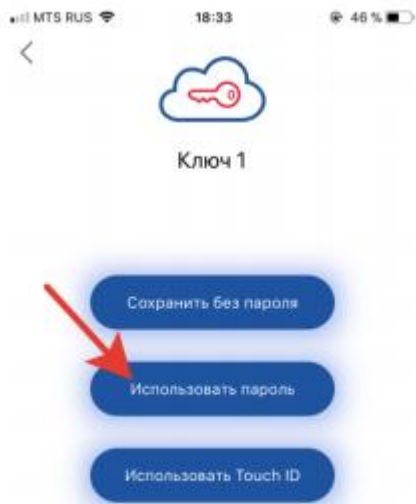 MTS RUS 18:33 46 %
Ключ 1
Сохранить без пароля
Использовать пароль
Использовать Touch ID